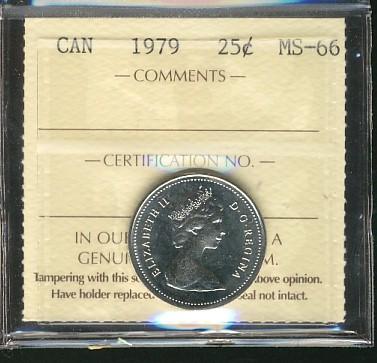 CAN 1979 25¢ MS-66
— COMMENTS —
— CERTIFICATION NO. —
ELIZABETH II D·G·REGINA
IN OUR A
Tampering with this above opinion.
Have holder replaced seal not intact.